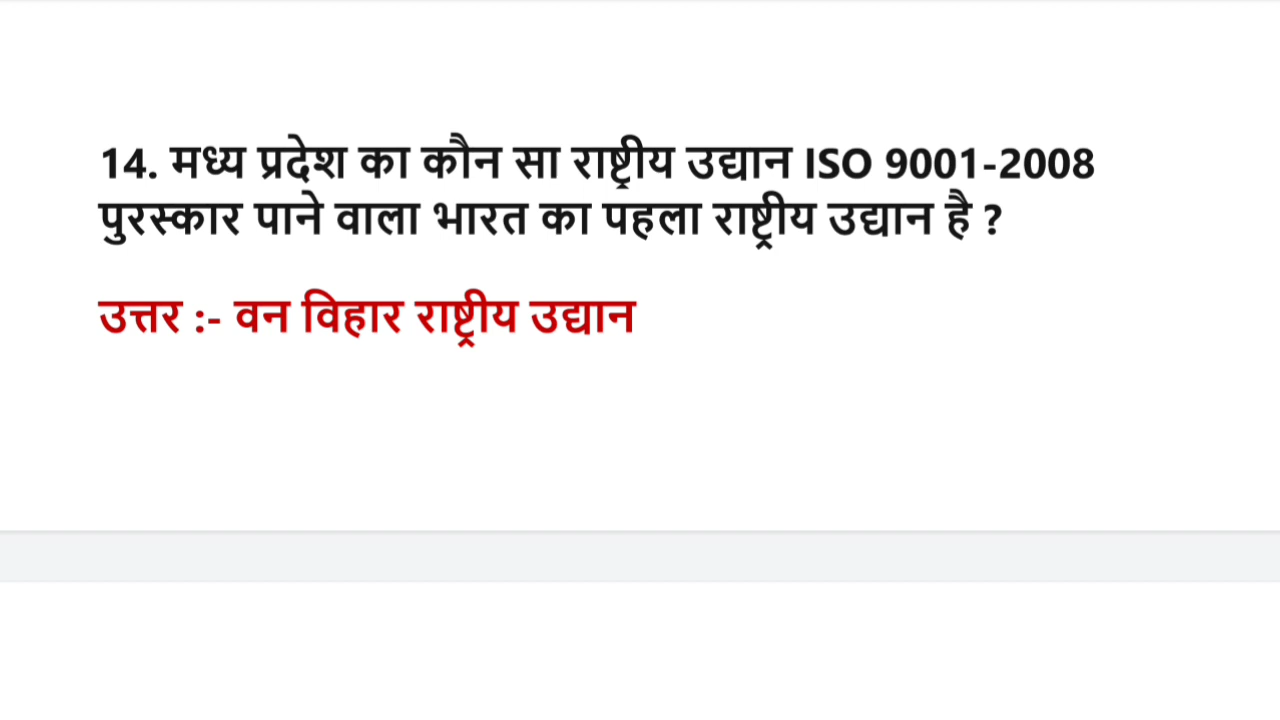 14. मध्य प्रदेश का कौन सा राष्ट्रीय उद्यान ISO 9001-2008
पुरस्कार पाने वाला भारत का पहला राष्ट्रीय उद्यान है ?
उत्तर :- वन विहार राष्ट्रीय उद्यान